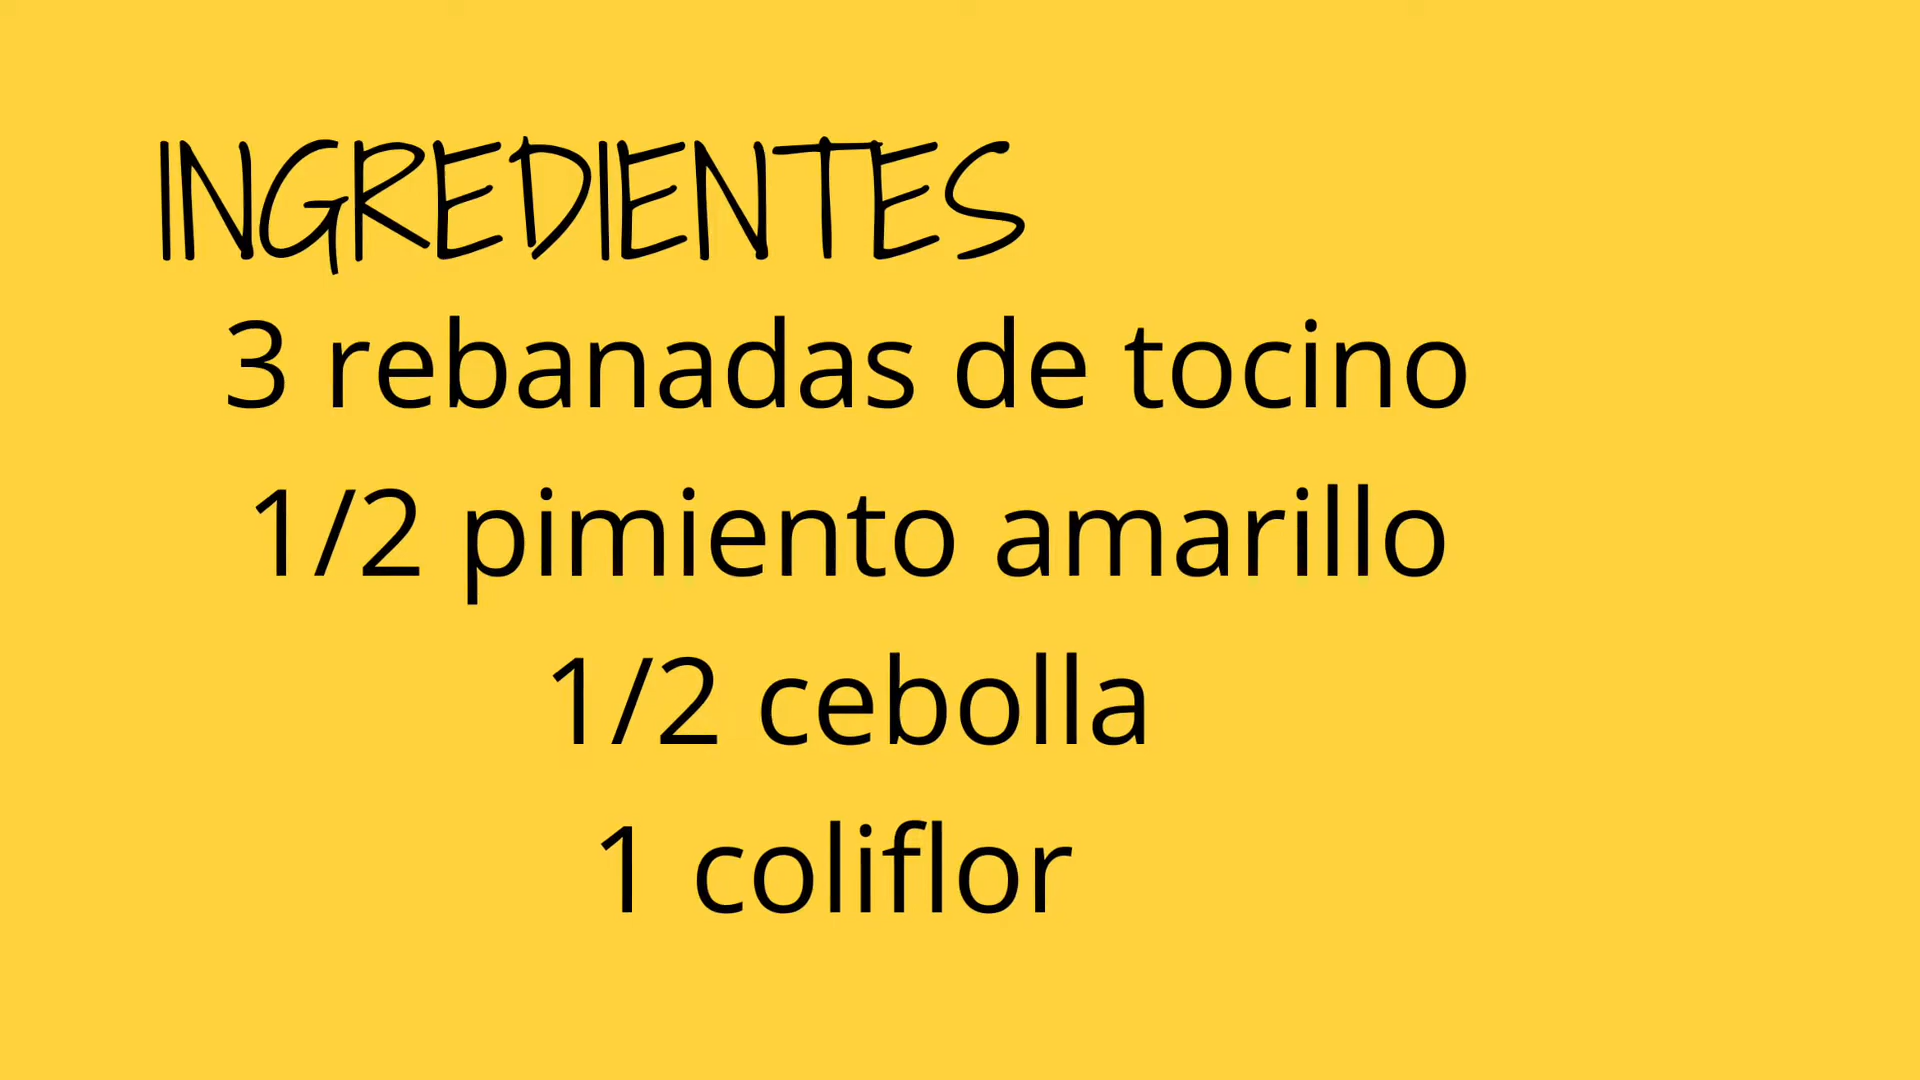 INGREDIENTES
3 rebanadas de tocino
1/2 pimiento amarillo
1/2 cebolla
1 coliflor